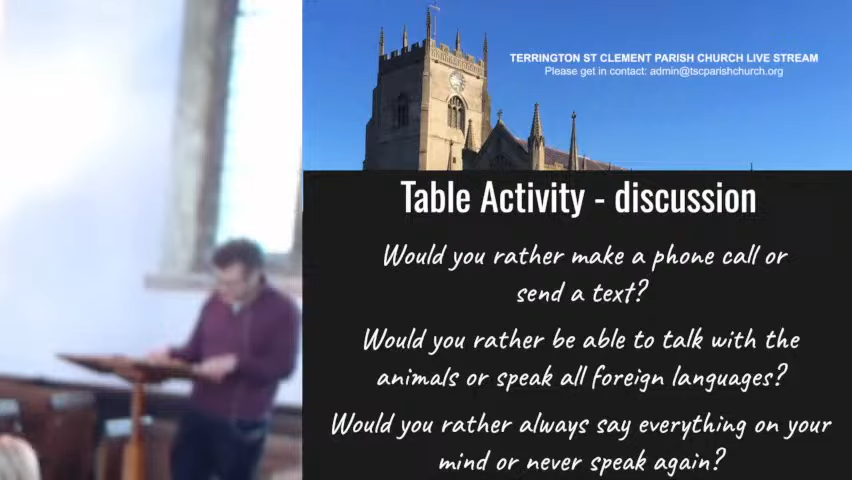 TERRINGTON ST CLEMENT PARISH CHURCH LIVE STREAM
Please get in contact: admin@tscparishchurch.org
Table Activity - discussion
Would you rather make a phone call or
send a text?
Would you rather be able to talk with the
animals or speak all foreign languages?
Would you rather always say everything on your
mind or never speak again?